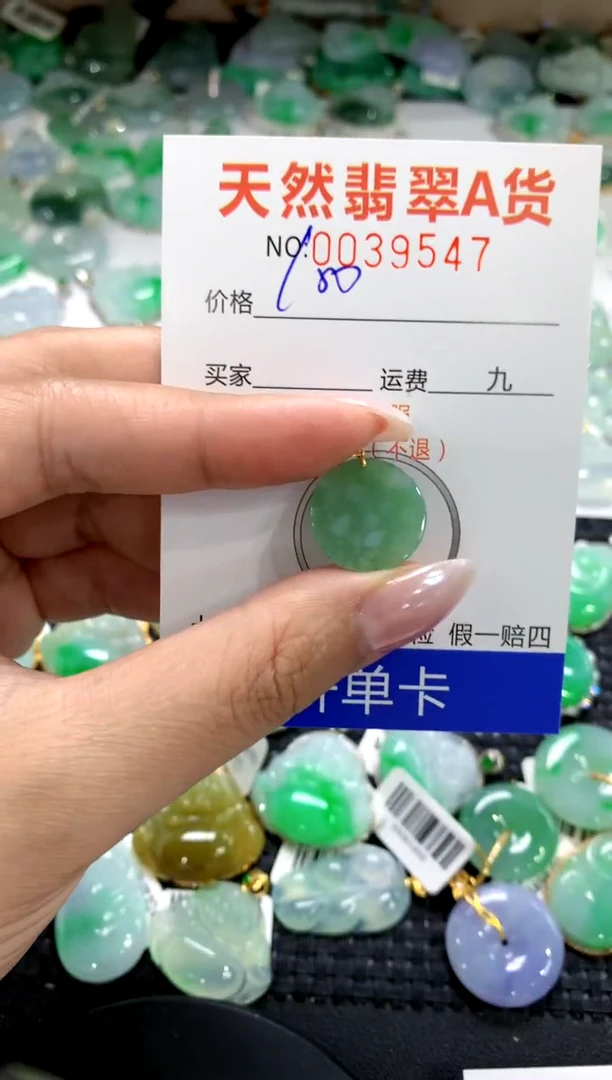 天然翡翠A货
NO:0039547
价格 100
买家 运费 九
(不退)
假一赔四
单卡